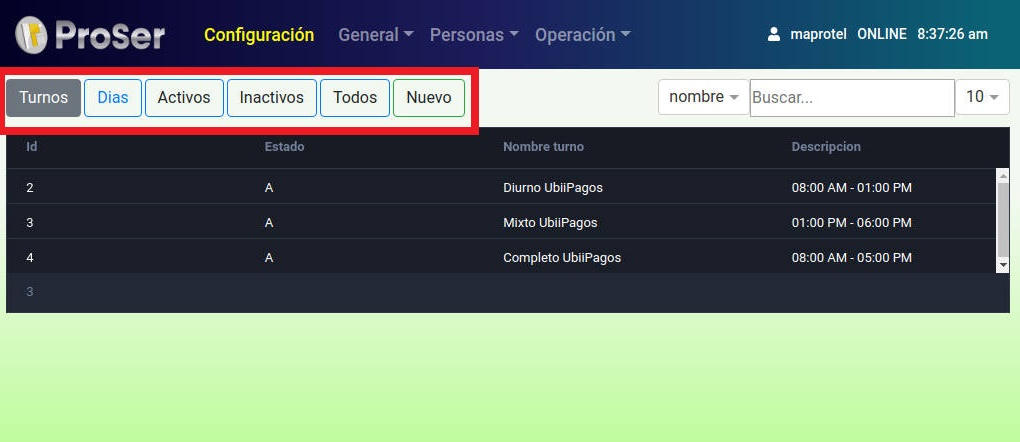 ProSer Configuración General Personas Operación maprotel ONLINE 8:37:26 am
Turnos Dias Activos Inactivos Todos Nuevo nombre Buscar... 10
Id Estado Nombre turno Descripcion
2 A Diurno UbiiPagos 08:00 AM - 01:00 PM
3 A Mixto UbiiPagos 01:00 PM - 06:00 PM
4 A Completo UbiiPagos 08:00 AM - 05:00 PM
3